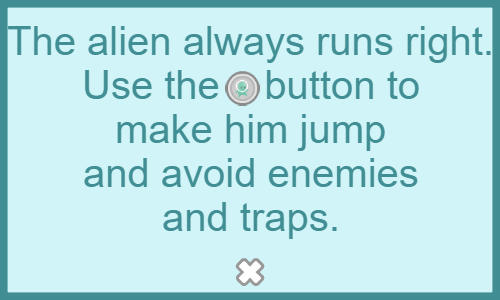 The alien always runs right.
Use the button to
make him jump
and avoid enemies
and traps.